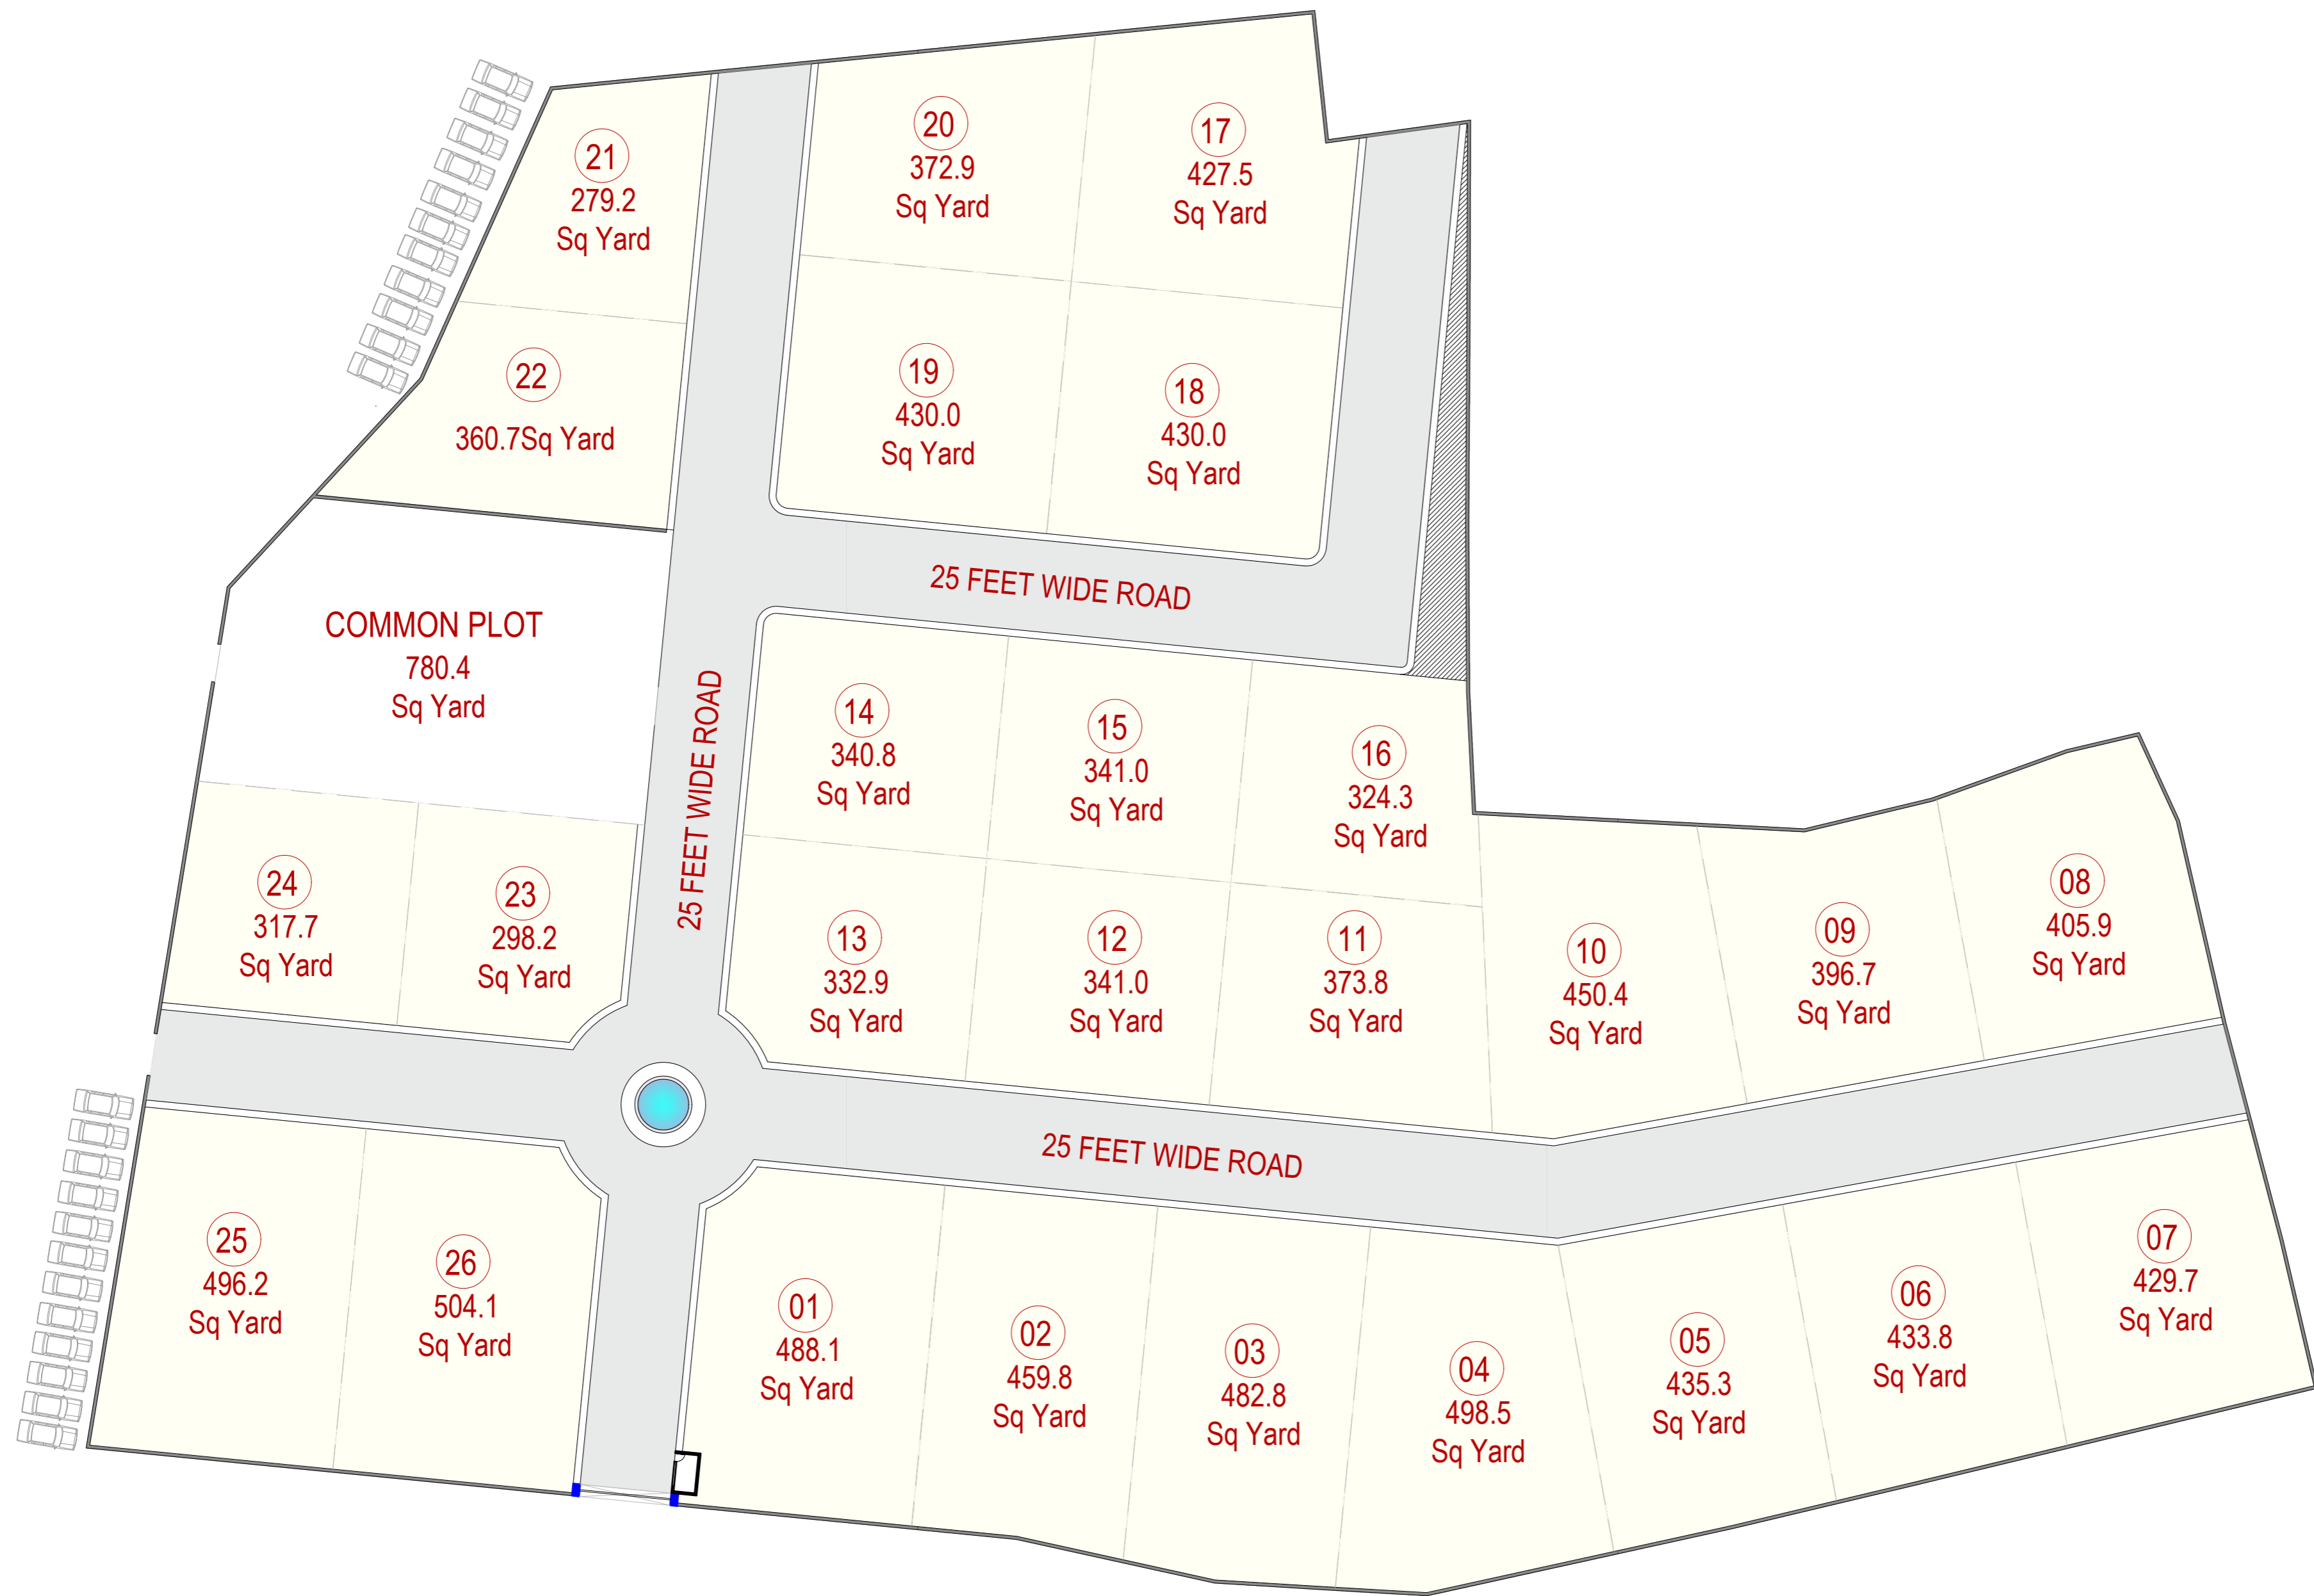 21
279.2
Sq Yard
20
372.9
Sq Yard
17
427.5
Sq Yard
22
360.7Sq Yard
19
430.0
Sq Yard
18
430.0
Sq Yard
25 FEET WIDE ROAD
COMMON PLOT
780.4
Sq Yard
25 FEET WIDE ROAD
14
340.8
Sq Yard
15
341.0
Sq Yard
16
324.3
Sq Yard
24
317.7
Sq Yard
23
298.2
Sq Yard
13
332.9
Sq Yard
12
341.0
Sq Yard
11
373.8
Sq Yard
10
450.4
Sq Yard
09
396.7
Sq Yard
08
405.9
Sq Yard
25 FEET WIDE ROAD
25
496.2
Sq Yard
26
504.1
Sq Yard
01
488.1
Sq Yard
02
459.8
Sq Yard
03
482.8
Sq Yard
04
498.5
Sq Yard
05
435.3
Sq Yard
06
433.8
Sq Yard
07
429.7
Sq Yard